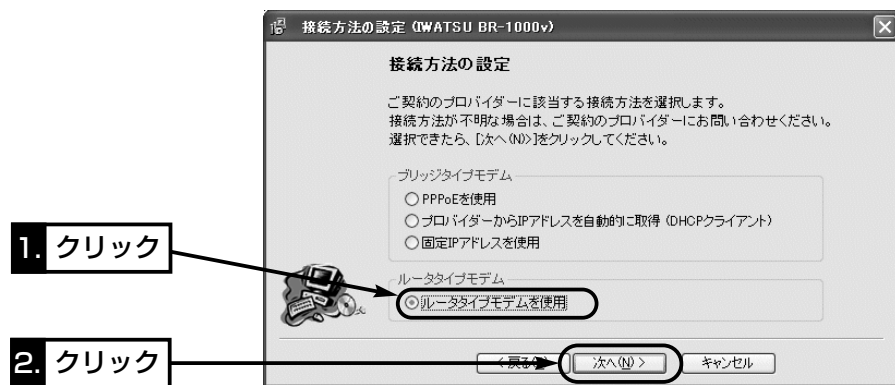 接続方法の設定 (IWATSU BR-1000v)
接続方法の設定
ご契約のプロバイダーに該当する接続方法を選択します。
接続方法が不明な場合は、ご契約のプロバイダーにお問い合わせください。
選択できたら、[次へ(N)>]をクリックしてください。
ブリッジタイプモデム
PPPoEを使用
プロバイダーからIPアドレスを自動的に取得 (DHCPクライアント)
固定IPアドレスを使用
1. クリック
ルータタイプモデム
ルータタイプモデムを使用
2. クリック
< 戻る
次へ(N) >
キャンセル